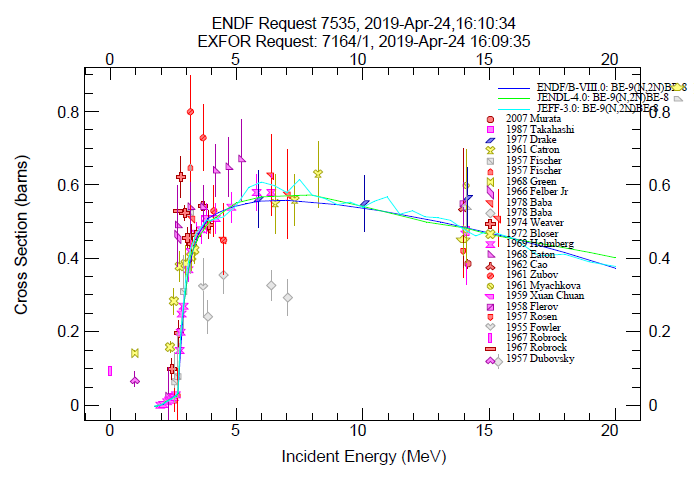 ENDF Request 7535, 2019-Apr-24,16:10:34
EXFOR Request: 7164/1, 2019-Apr-24 16:09:35
0 5 10 15 20
0.8 0.8
0.6 0.6
0.4 0.4
0.2 0.2
0 0
Cross Section (barns)
ENDF/B-VIII.0: BE-9(N,2N)BE-8
JENDL-4.0: BE-9(N,2N)BE-8
JEFF-3.0: BE-9(N,2N)BE-8
2007 Murata
1987 Takahashi
1977 Drake
1961 Catron
1957 Fischer
1957 Fischer
1968 Green
1966 Felber Jr
1978 Baba
1978 Baba
1974 Weaver
1972 Bloser
1969 Holmberg
1968 Eaton
1962 Cao
1961 Zubov
1961 Myachkova
1959 Xuan Chuan
1958 Flerov
1957 Rosen
1955 Fowler
1967 Robrock
1967 Robrock
1957 Dubovsky
0 5 10 15 20
Incident Energy (MeV)